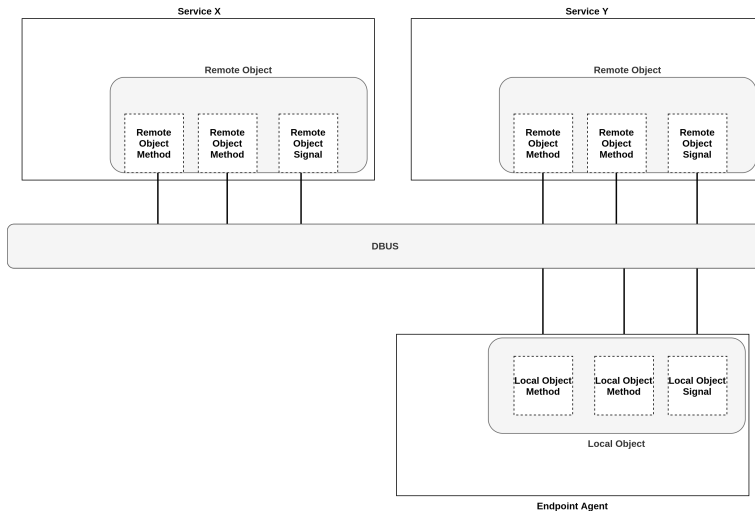 Service X
Service Y
Remote Object
Remote Object
Remote
Object
Method
Remote
Object
Method
Remote
Object
Signal
Remote
Object
Method
Remote
Object
Method
Remote
Object
Signal
DBUS
Local Object
Method
Local Object
Method
Local Object
Signal
Local Object
Endpoint Agent